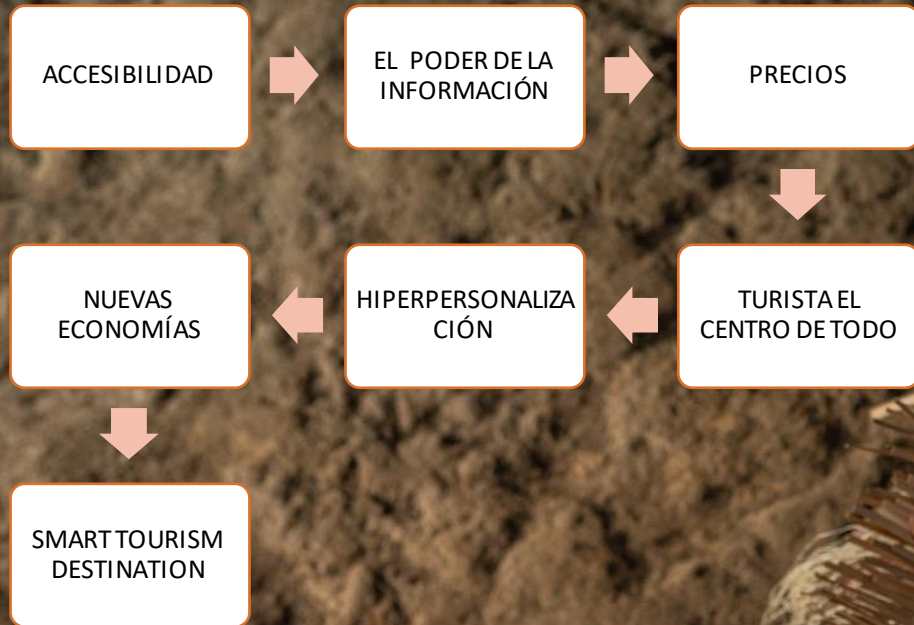 ACCESIBILIDAD
EL PODER DE LA
INFORMACIÓN
PRECIOS
TURISTA EL
CENTRO DE TODO
HIPERPERSONALIZA
CIÓN
NUEVAS
ECONOMÍAS
SMART TOURISM
DESTINATION